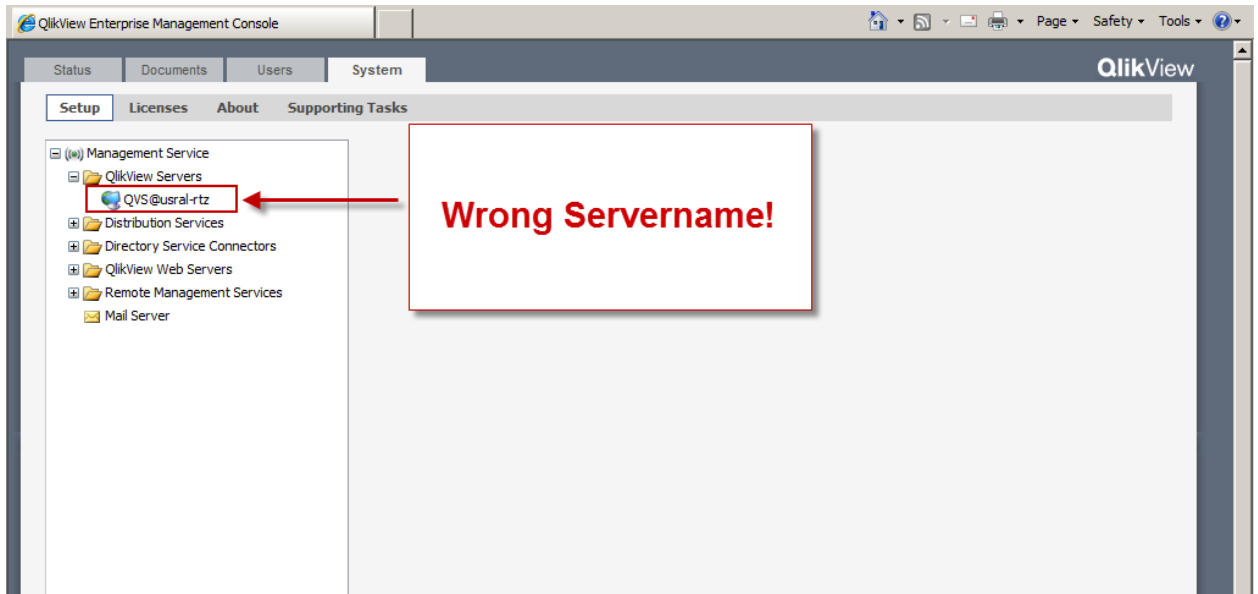 QlikView Enterprise Management Console
Page Safety Tools
Status Documents Users System
QlikView
Setup Licenses About Supporting Tasks
Management Service
QlikView Servers
QVS@usral-rtz
Distribution Services
Directory Service Connectors
QlikView Web Servers
Remote Management Services
Mail Server
Wrong Servername!